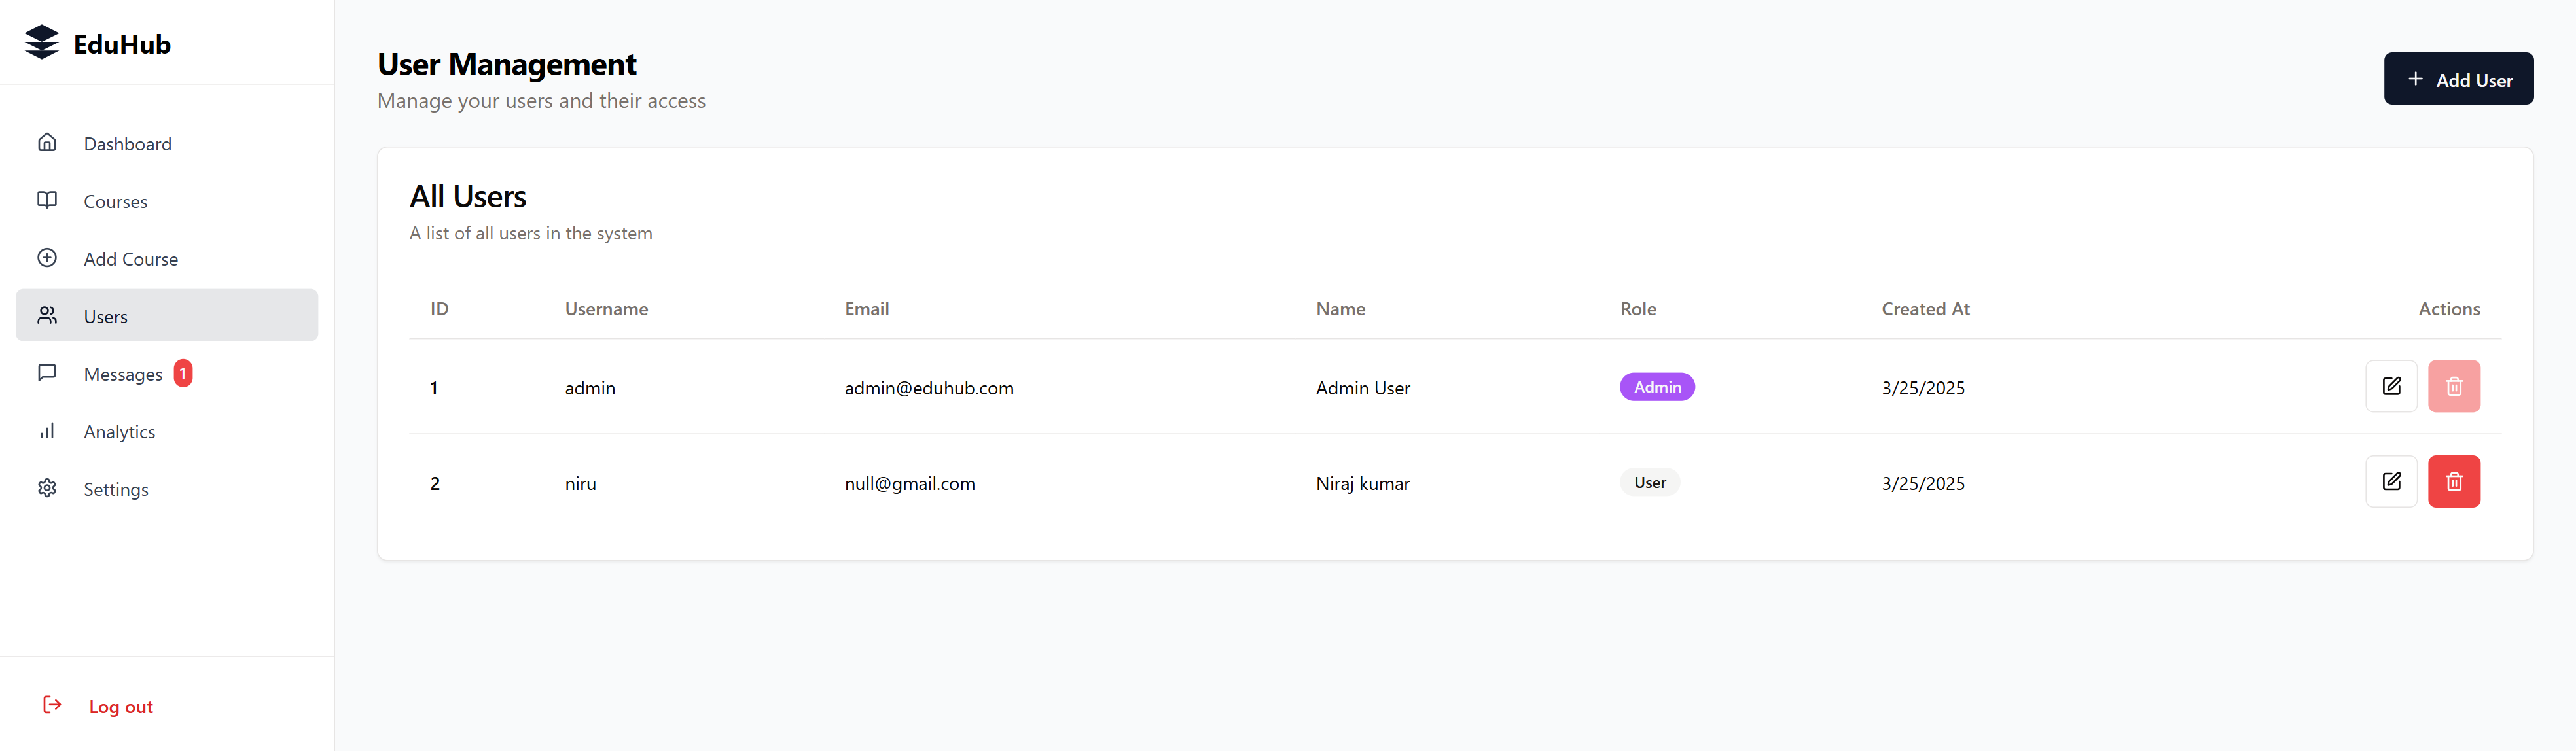 EduHub
Dashboard
Courses
Add Course
Users
Messages 1
Analytics
Settings
Log out
User Management
Manage your users and their access
Add User
All Users
A list of all users in the system
ID Username Email Name Role Created At Actions
1 admin admin@eduhub.com Admin User Admin 3/25/2025
2 niru null@gmail.com Niraj kumar User 3/25/2025